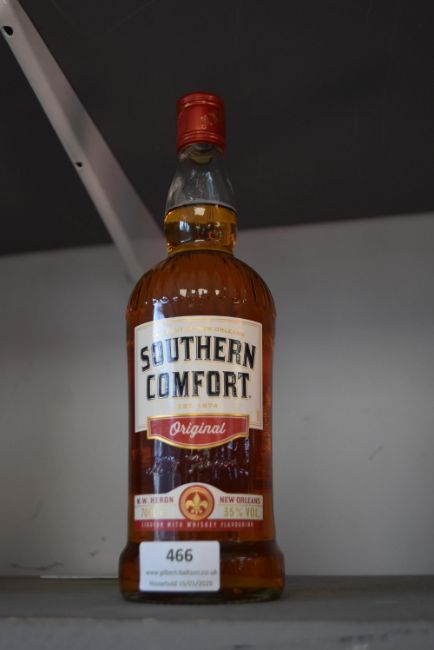 SOUTHERN
COMFORT
EST. 1874
Original
M.W. HERON NEW ORLEANS
70 35% VOL.
LIQUEUR WITH WHISKEY FLAVOURING
466
www.gilbert-baitson.co.uk
Household 15/01/2020